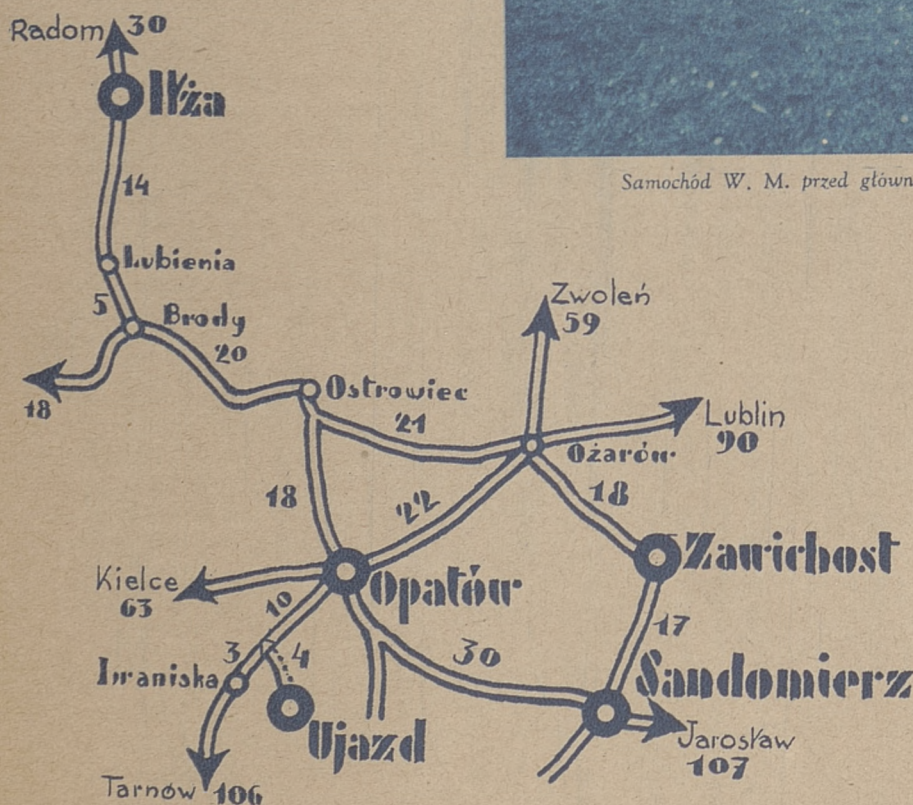 Radom 30
Iłża
Samochód W. M. przed główn
14
Lubienia
5
Brody
20
Zwoleń
59
18
Ostrowiec
21
Lublin
90
Ożarów
18
22
18
Zawichost
Kielce
63
Opatów
10
17
3
4
30
Iwaniska
Sandomierz
Ujazd
Jarosław
107
Tarnów 106